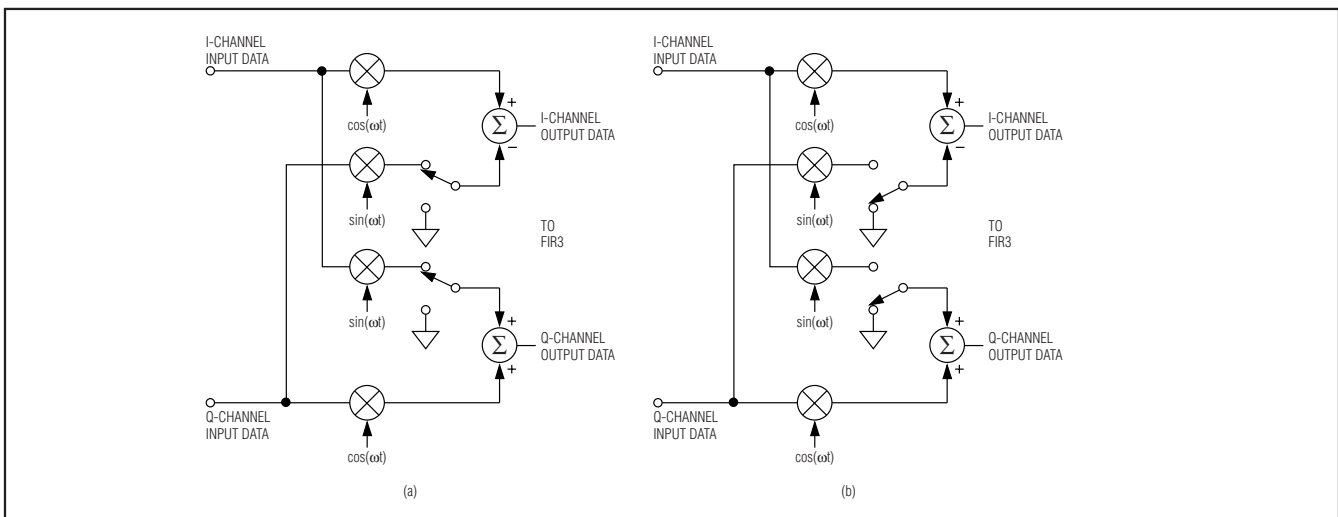 I-CHANNEL
INPUT DATA
cos(ωt)
+
Σ
−
I-CHANNEL
OUTPUT DATA
sin(ωt)
TO
FIR3
sin(ωt)
+
Σ
+
Q-CHANNEL
OUTPUT DATA
Q-CHANNEL
INPUT DATA
cos(ωt)
(a)
I-CHANNEL
INPUT DATA
cos(ωt)
+
Σ
−
I-CHANNEL
OUTPUT DATA
sin(ωt)
TO
FIR3
sin(ωt)
+
Σ
+
Q-CHANNEL
OUTPUT DATA
Q-CHANNEL
INPUT DATA
cos(ωt)
(b)